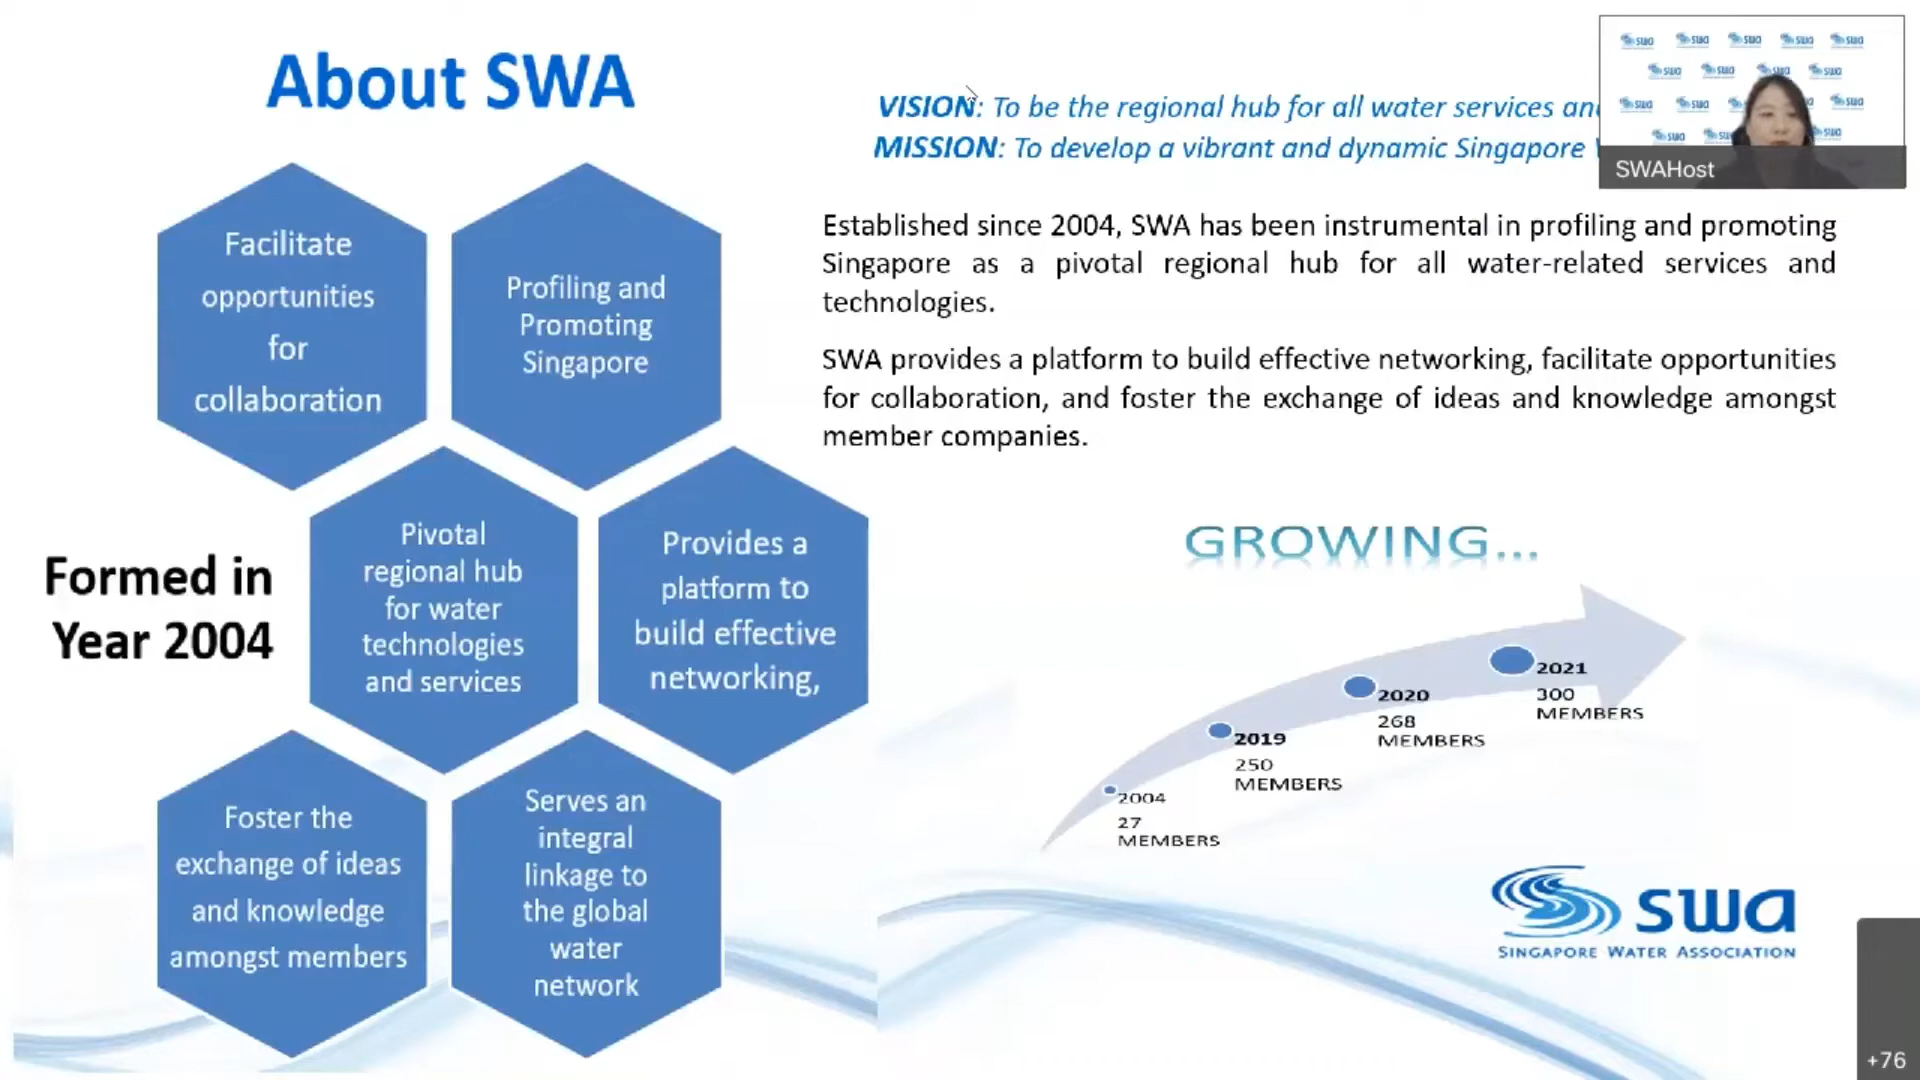 About SWA
VISION: To be the regional hub for all water services and
MISSION: To develop a vibrant and dynamic Singapore
SWAHost
Facilitate
opportunities
for
collaboration
Profiling and
Promoting
Singapore
Established since 2004, SWA has been instrumental in profiling and promoting
Singapore as a pivotal regional hub for all water-related services and
technologies.
SWA provides a platform to build effective networking, facilitate opportunities
for collaboration, and foster the exchange of ideas and knowledge amongst
member companies.
Formed in
Year 2004
Pivotal
regional hub
for water
technologies
and services
Provides a
platform to
build effective
networking,
Foster the
exchange of ideas
and knowledge
amongst members
Serves an
integral
linkage to
the global
water
network
GROWING...
2004
27
MEMBERS
2019
250
MEMBERS
2020
268
MEMBERS
2021
300
MEMBERS
swa
SINGAPORE WATER ASSOCIATION
+76